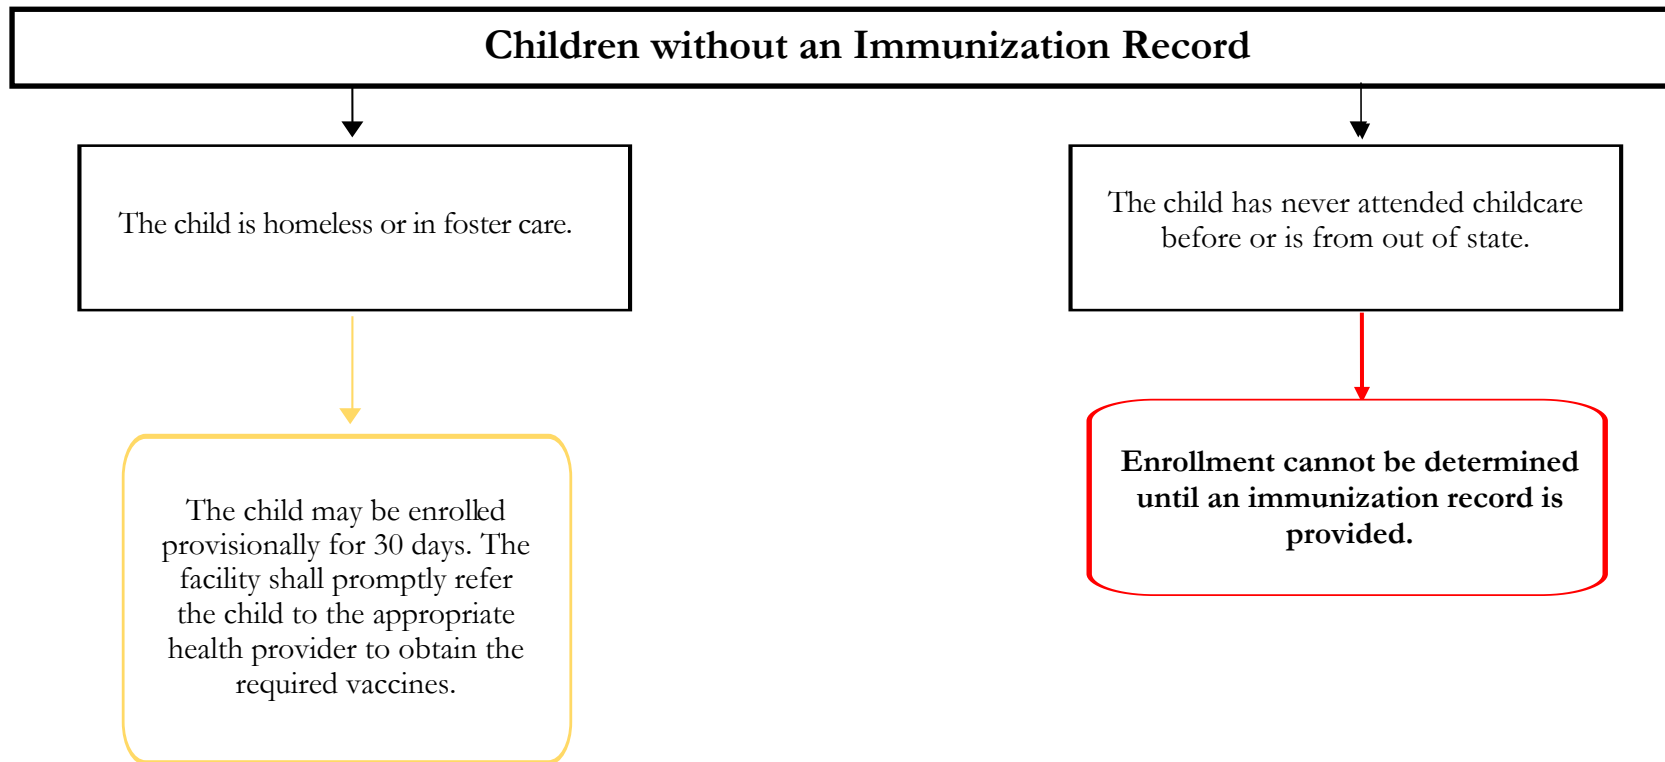 Children without an Immunization Record
The child is homeless or in foster care.
The child has never attended childcare
before or is from out of state.
The child may be enrolled
provisionally for 30 days. The
facility shall promptly refer
the child to the appropriate
health provider to obtain the
required vaccines.
Enrollment cannot be determined
until an immunization record is
provided.